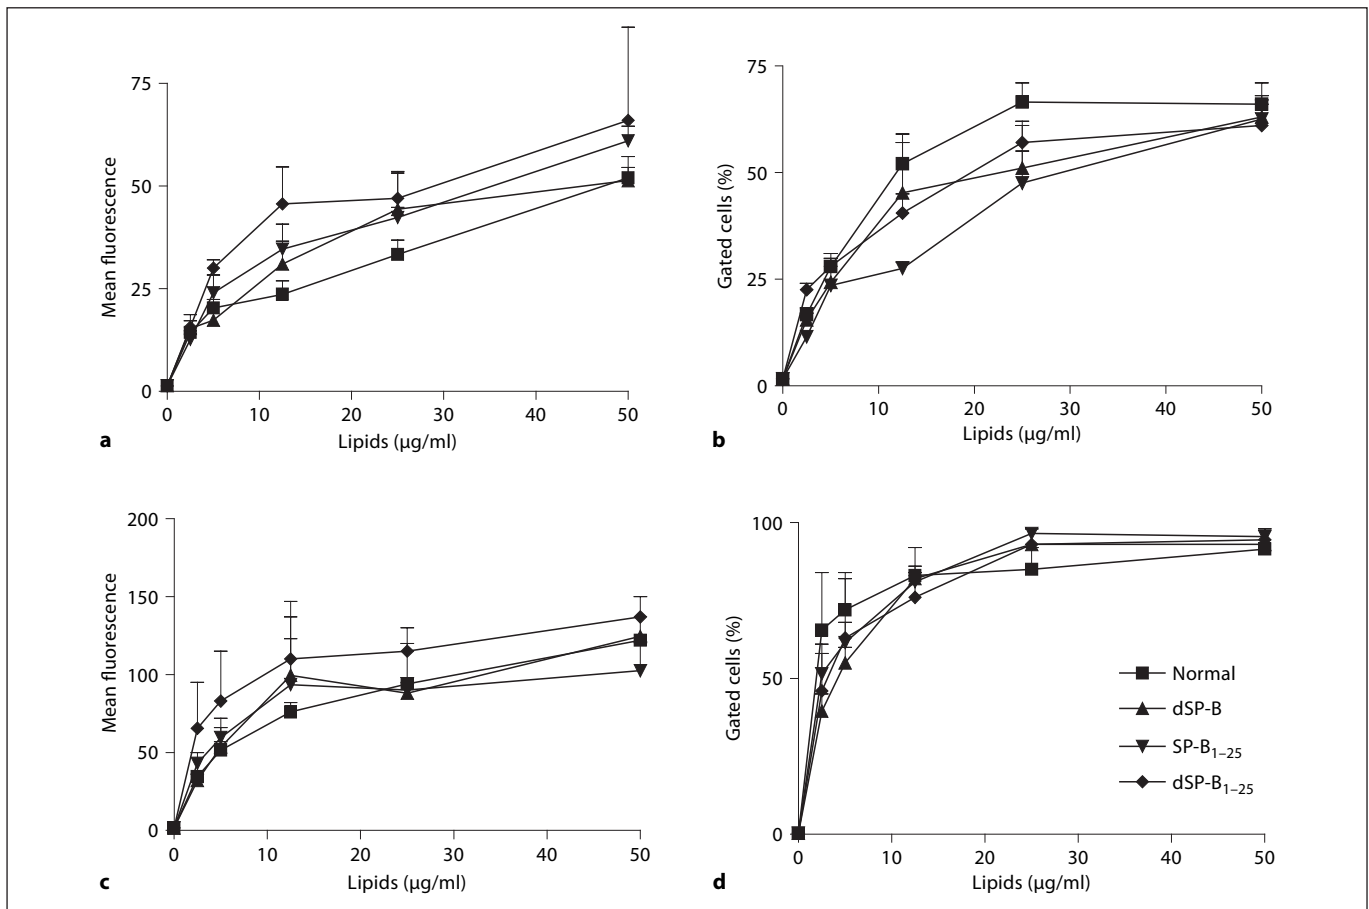 75
50
25
0
Mean fluorescence
0 10 20 30 40 50
Lipids (µg/ml)
a
75
50
25
0
Gated cells (%)
0 10 20 30 40 50
Lipids (µg/ml)
b
200
150
100
50
0
Mean fluorescence
0 10 20 30 40 50
Lipids (µg/ml)
c
100
50
0
Gated cells (%)
0 10 20 30 40 50
Lipids (µg/ml)
d
Normal
dSP-B
SP-B1–25
dSP-B1–25